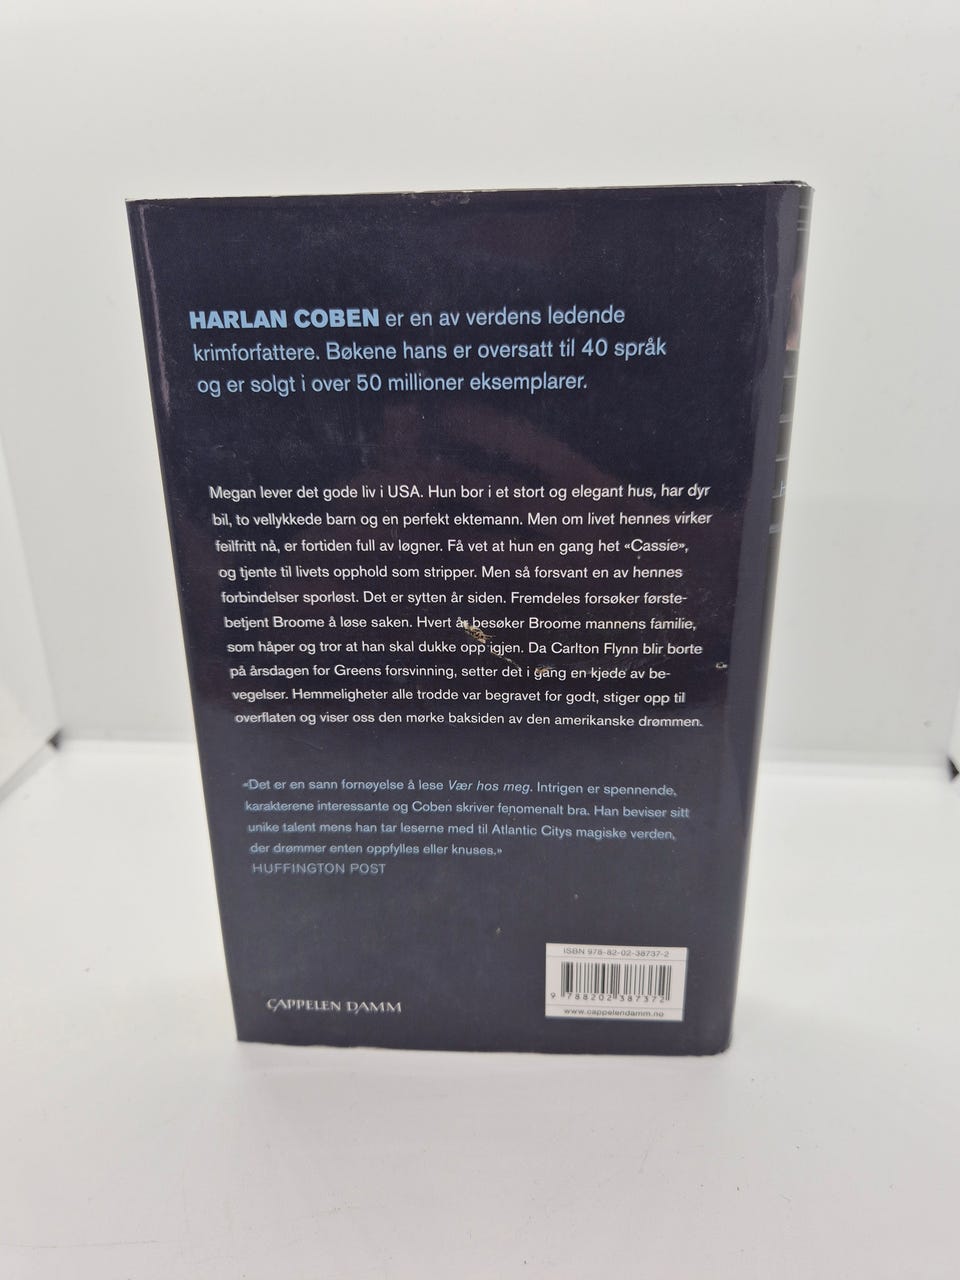 HARLAN COBEN er en av verdens ledende
krimforfattere. Bøkene hans er oversatt til 40 språk
og er solgt i over 50 millioner eksemplarer.
Megan lever det gode liv i USA. Hun bor i et stort og elegant hus, har dyr
bil, to vellykkede barn og en perfekt ektemann. Men om livet hennes virker
feilfritt nå, er fortiden full av løgner. Få vet at hun en gang het «Cassie»,
og tjente til livets opphold som stripper. Men så forsvant en av hennes
forbindelser sporløst. Det er sytten år siden. Fremdeles forsøker første-
betjent Broome å løse saken. Hvert år besøker Broome mannens familie,
som håper og tror at han skal dukke opp igjen. Da Carlton Flynn blir borte
på årsdagen for Greens forsvinning, setter det i gang en kjede av be-
vegelser. Hemmeligheter alle trodde var begravet for godt, stiger opp til
overflaten og viser oss den mørke baksiden av den amerikanske drømmen.
«Det er en sann fornøyelse å lese Vær hos meg. Intrigen er spennende,
karakterene interessante og Coben skriver fenomenalt bra. Han beviser sitt
unike talent mens han tar leserne med til Atlantic Citys magiske verden,
der drømmer enten oppfylles eller knuses.»
HUFFINGTON POST
ISBN 978-82-02-38737-2
9 788202 387372
www.cappelendamm.no
CAPPELEN DAMM